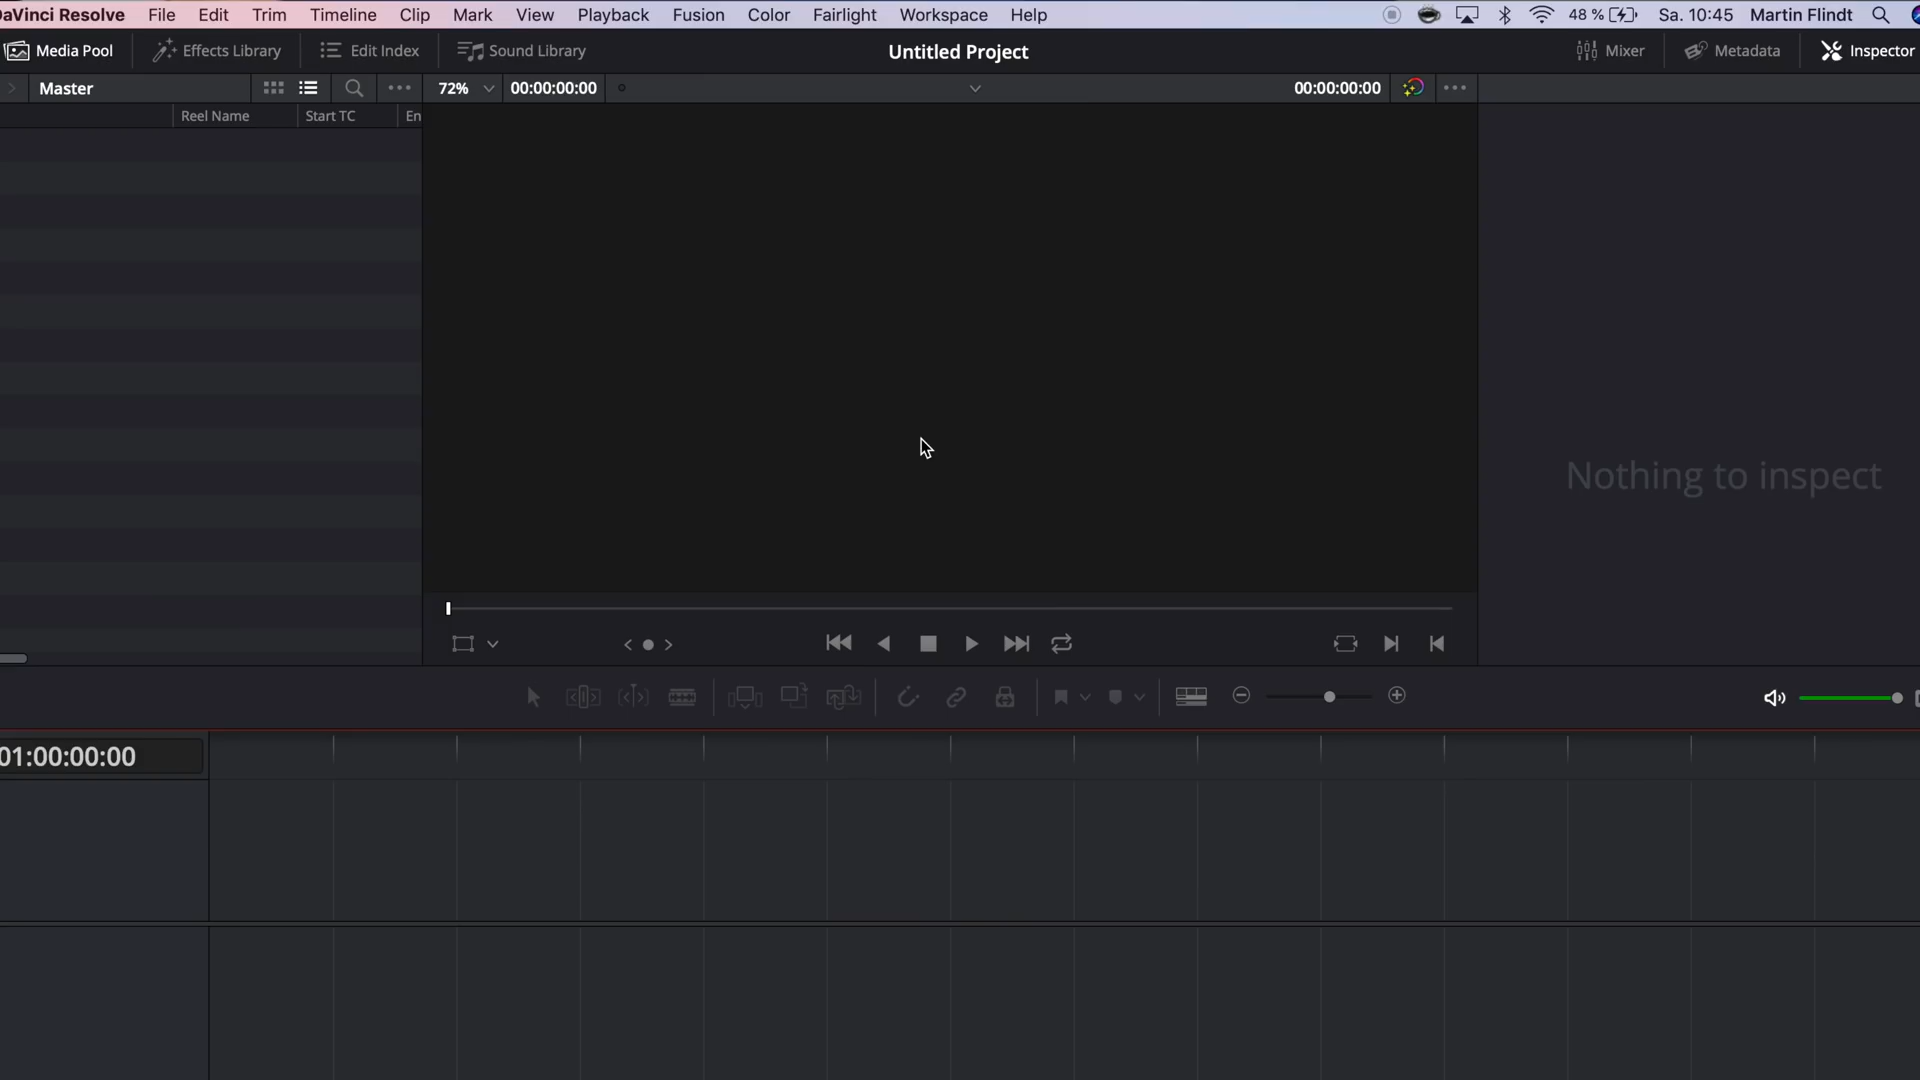 DaVinci Resolve File Edit Trim Timeline Clip Mark View Playback Fusion Color Fairlight Workspace Help 48 % Sa. 10:45 Martin Flindt
Media Pool Effects Library Edit Index Sound Library Untitled Project Mixer Metadata Inspector
Master 72% 00:00:00:00 00:00:00:00
Reel Name Start TC En
Nothing to inspect
01:00:00:00